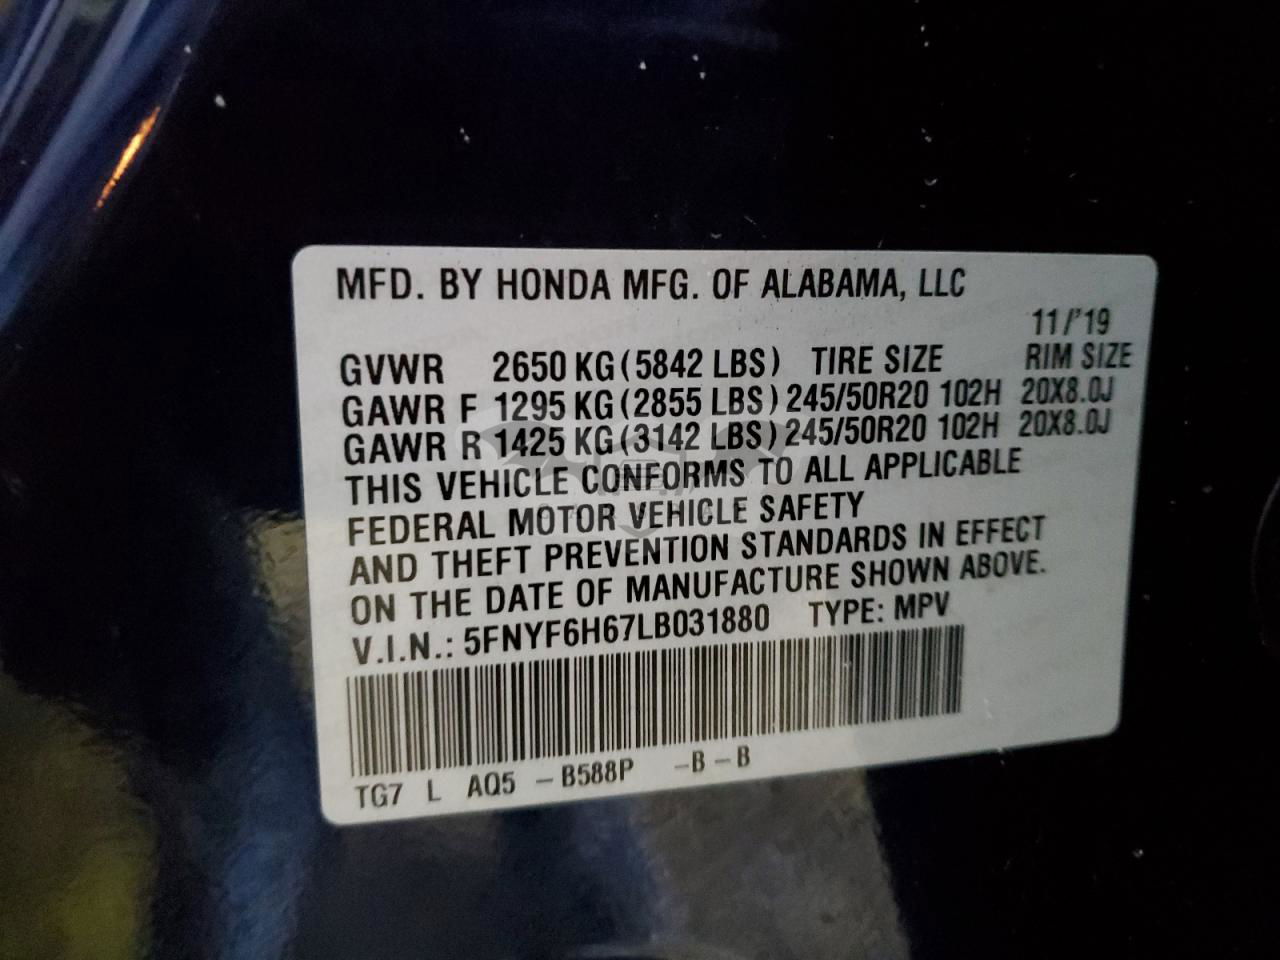 MFD. BY HONDA MFG. OF ALABAMA, LLC
11/'19
GVWR 2650 KG (5842 LBS) TIRE SIZE RIM SIZE
GAWR F 1295 KG (2855 LBS) 245/50R20 102H 20X8.0J
GAWR R 1425 KG (3142 LBS) 245/50R20 102H 20X8.0J
THIS VEHICLE CONFORMS TO ALL APPLICABLE
FEDERAL MOTOR VEHICLE SAFETY
AND THEFT PREVENTION STANDARDS IN EFFECT
ON THE DATE OF MANUFACTURE SHOWN ABOVE.
V.I.N.: 5FNYF6H67LB031880 TYPE: MPV
TG7 L AQ5 - B588P -B-B